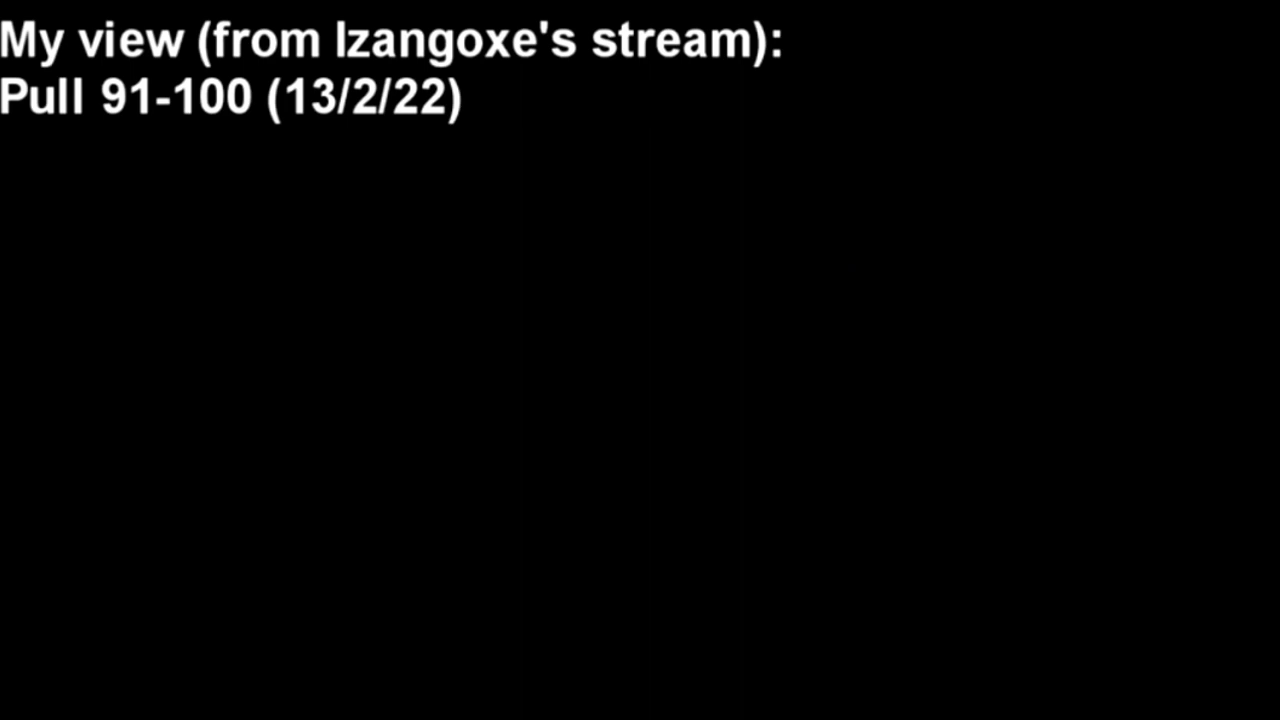 My view (from Izangoxe's stream):
Pull 91-100 (13/2/22)